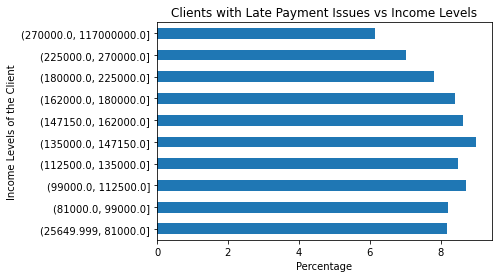 Clients with Late Payment Issues vs Income Levels
Income Levels of the Client
(270000.0, 117000000.0]
(225000.0, 270000.0]
(180000.0, 225000.0]
(162000.0, 180000.0]
(147150.0, 162000.0]
(135000.0, 147150.0]
(112500.0, 135000.0]
(99000.0, 112500.0]
(81000.0, 99000.0]
(25649.999, 81000.0]
0 2 4 6 8
Percentage